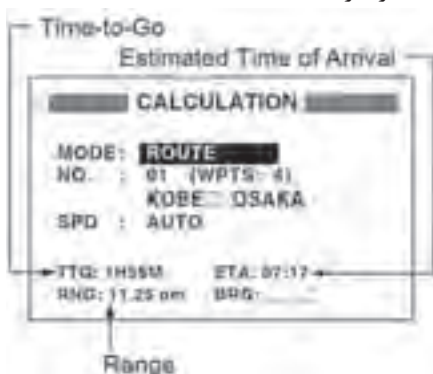 Time-to-Go
Estimated Time of Arrival
CALCULATION
MODE: ROUTE
NO. : 01 (WPTS: 4)
KOBE OSAKA
SPD : AUTO
TTG: 1H55M ETA: 07:17
RNG: 11.25 nm BRG:
Range